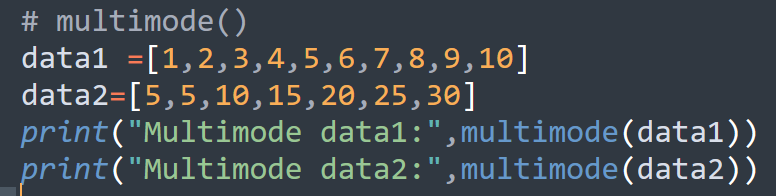 # multimode()
data1 =[1,2,3,4,5,6,7,8,9,10]
data2=[5,5,10,15,20,25,30]
print("Multimode data1:",multimode(data1))
print("Multimode data2:",multimode(data2))